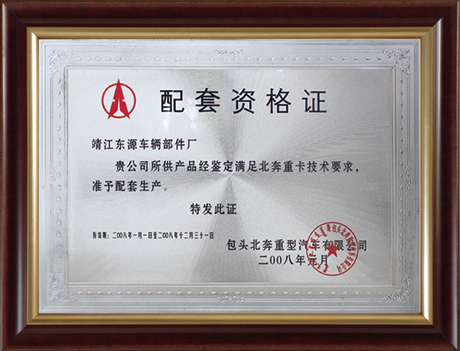 配套资格证
靖江东源车辆部件厂
贵公司所供产品经鉴定满足北奔重卡技术要求，
准予配套生产。
特发此证
有效期：二00八年一月一日至二00八年十二月三十一日
包头北奔重型汽车有限公司
二00八年元月